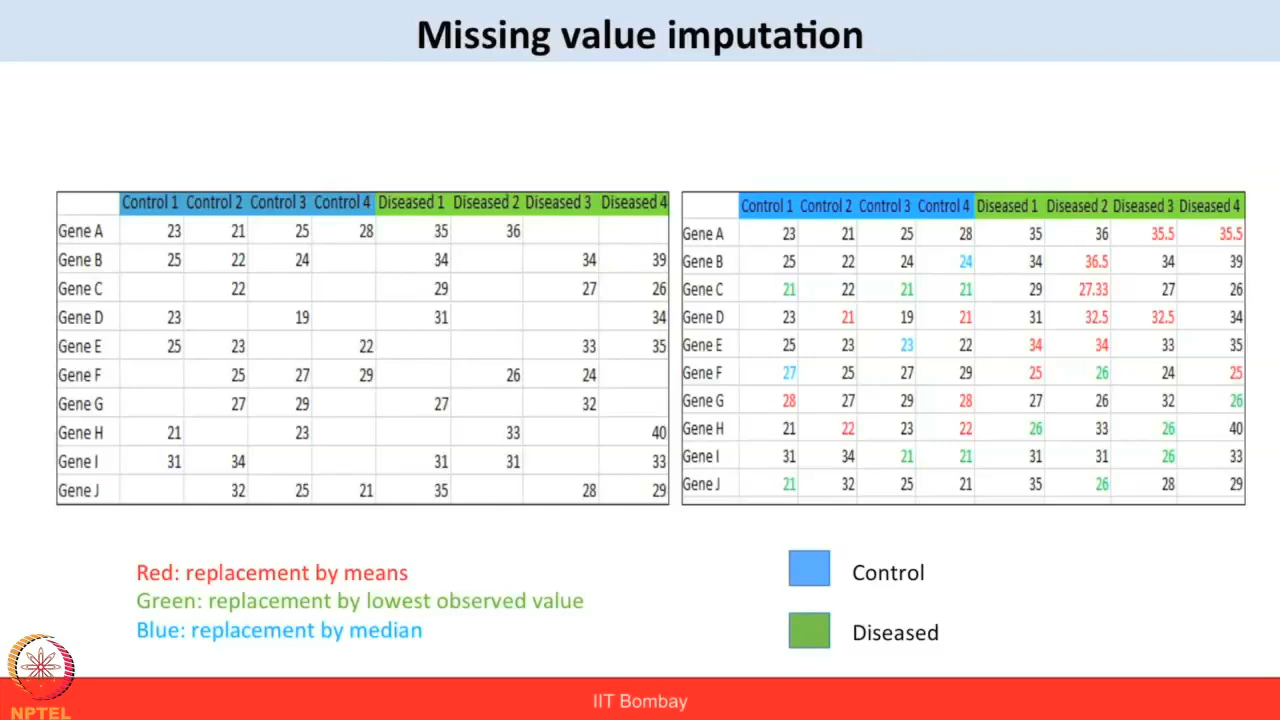 Missing value imputation
Control 1 Control 2 Control 3 Control 4 Diseased 1 Diseased 2 Diseased 3 Diseased 4
Gene A 23 21 25 28 35 36
Gene B 25 22 24 34 34 39
Gene C 22 29 27 26
Gene D 23 19 31 34
Gene E 25 23 22 33 35
Gene F 25 27 29 26 24
Gene G 27 29 27 32
Gene H 21 23 33 40
Gene I 31 34 31 31 33
Gene J 32 25 21 35 28 29
Control 1 Control 2 Control 3 Control 4 Diseased 1 Diseased 2 Diseased 3 Diseased 4
Gene A 23 21 25 28 35 36 35.5 35.5
Gene B 25 22 24 24 34 36.5 34 39
Gene C 21 22 21 21 29 27.33 27 26
Gene D 23 21 19 21 31 32.5 32.5 34
Gene E 25 23 23 22 34 34 33 35
Gene F 27 25 27 29 25 26 24 25
Gene G 28 27 29 28 27 26 32 26
Gene H 21 22 23 22 26 33 26 40
Gene I 31 34 21 21 31 31 26 33
Gene J 21 32 25 21 35 26 28 29
Red: replacement by means
Green: replacement by lowest observed value
Blue: replacement by median
Control
Diseased
NPTEL
IIT Bombay